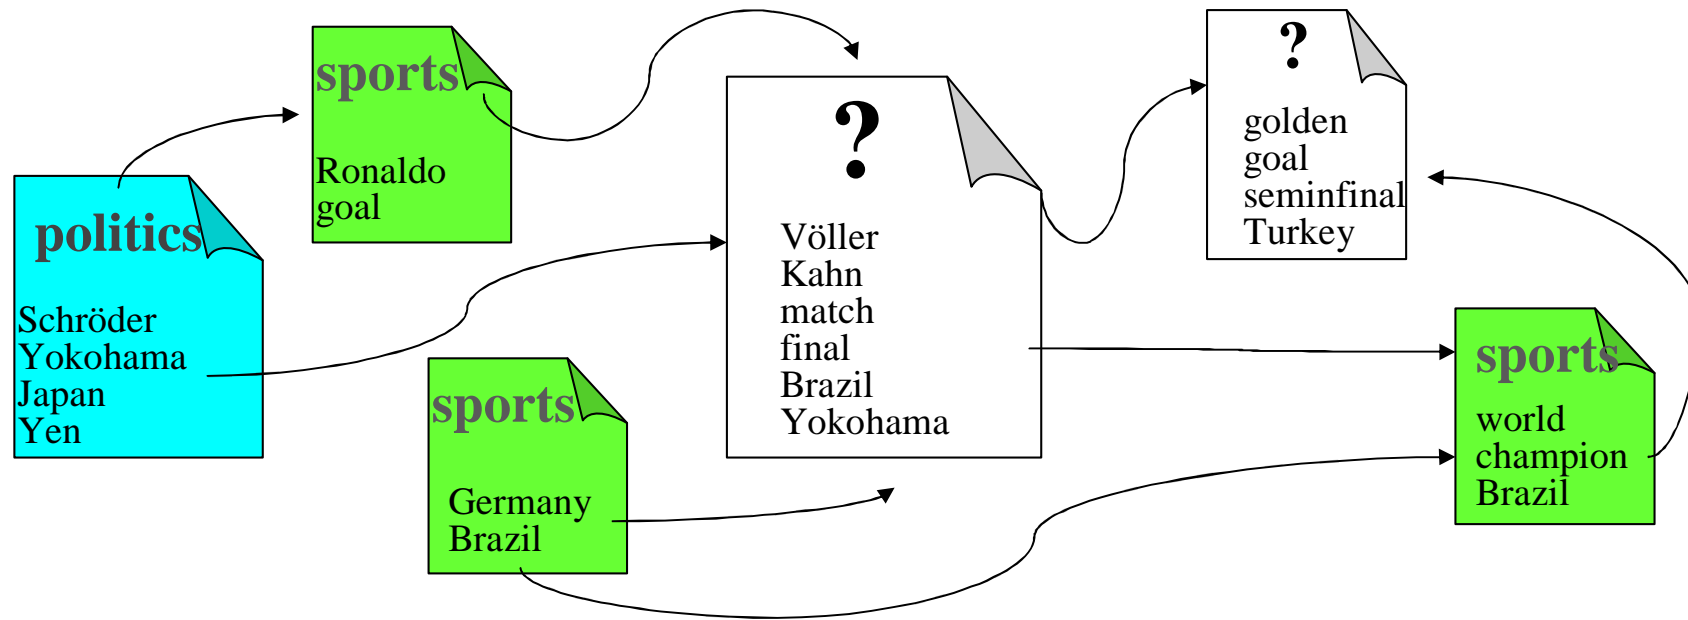 politics
Schröder
Yokohama
Japan
Yen
sports
Ronaldo
goal
sports
Germany
Brazil
?
Völler
Kahn
match
final
Brazil
Yokohama
?
golden
goal
seminfinal
Turkey
sports
world
champion
Brazil